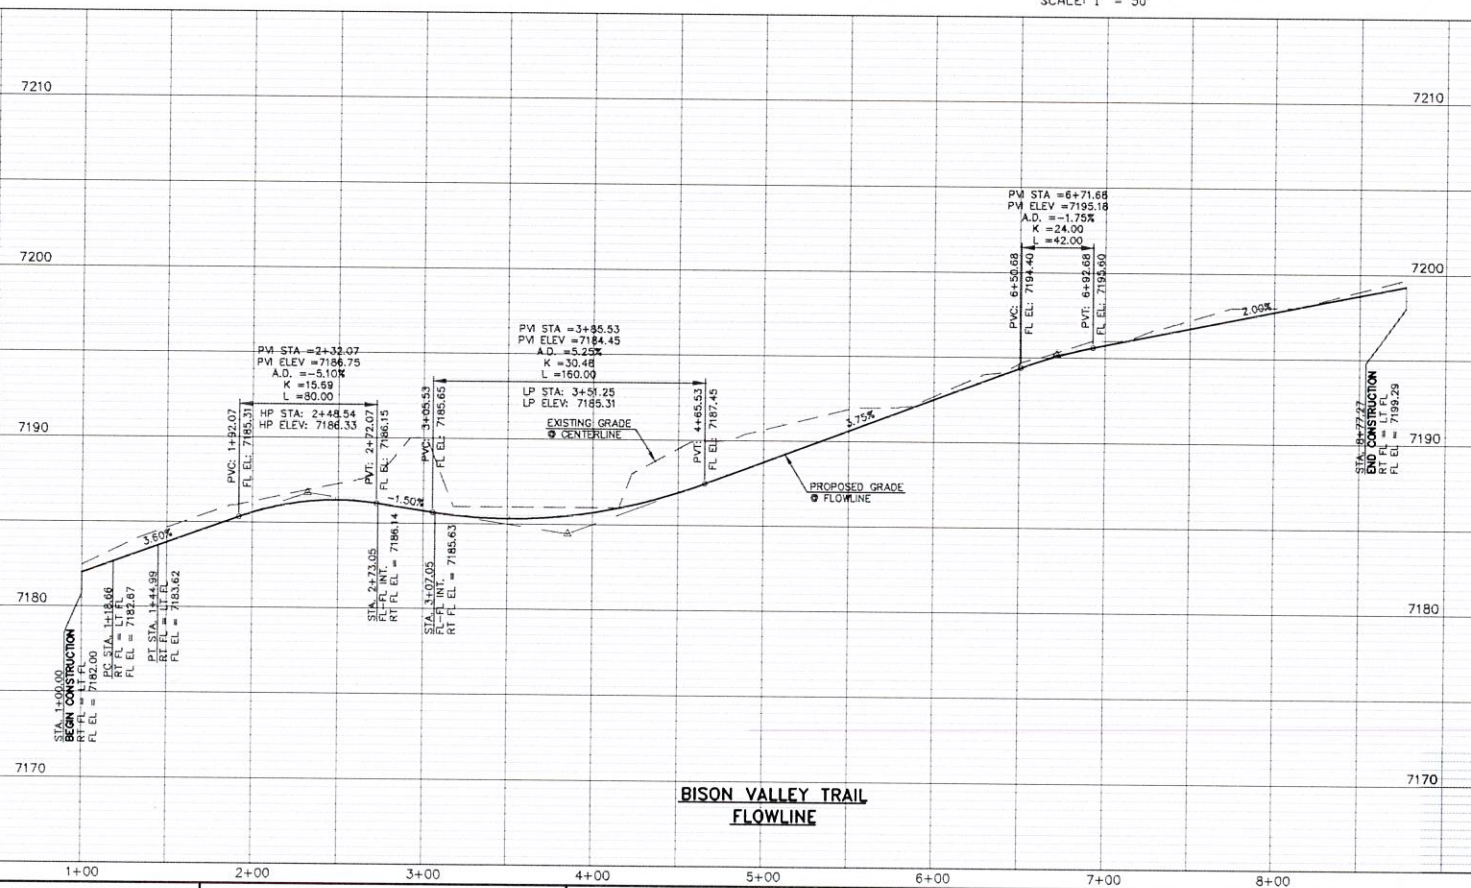 7210
7210
PVI STA =6+71.68
PVI ELEV =7195.18
A.D. =-1.75%
K =24.00
L =42.00
PVC: 6+50.68
FL EL: 7194.40
PVT: 6+92.68
FL EL: 7195.60
7200
7200
2.00%
PVI STA =3+85.53
PVI ELEV =7184.45
A.D. =5.25%
K =30.48
L =160.00
LP STA: 3+51.25
LP ELEV: 7185.31
PVC: 3+05.53
FL EL: 7185.65
PVT: 4+65.53
FL EL: 7187.45
PVI STA =2+32.07
PVI ELEV =7186.75
A.D. =-5.10%
K =15.69
L =80.00
HP STA: 2+48.54
HP ELEV: 7186.33
PVC: 1+92.07
FL EL: 7185.31
PVT: 2+72.07
FL EL: 7186.15
EXISTING GRADE
@ CENTERLINE
3.75%
7190
7190
STA. 8+77.27
END CONSTRUCTION
RT FL = LT FL
FL EL = 7199.29
PROPOSED GRADE
@ FLOWLINE
-1.50%
3.60%
STA. 2+73.05
FL-FL INT.
RT FL EL = 7186.14
STA. 3+07.05
FL-FL INT.
RT FL EL = 7185.63
7180
7180
PC STA. 1+18.66
RT FL = LT FL
FL EL = 7182.67
PT STA. 1+44.99
RT FL = LT FL
FL EL = 7183.62
STA. 1+00.00
BEGIN CONSTRUCTION
RT FL = LT FL
FL EL = 7182.00
7170
7170
BISON VALLEY TRAIL
FLOWLINE
1+00
2+00
3+00
4+00
5+00
6+00
7+00
8+00